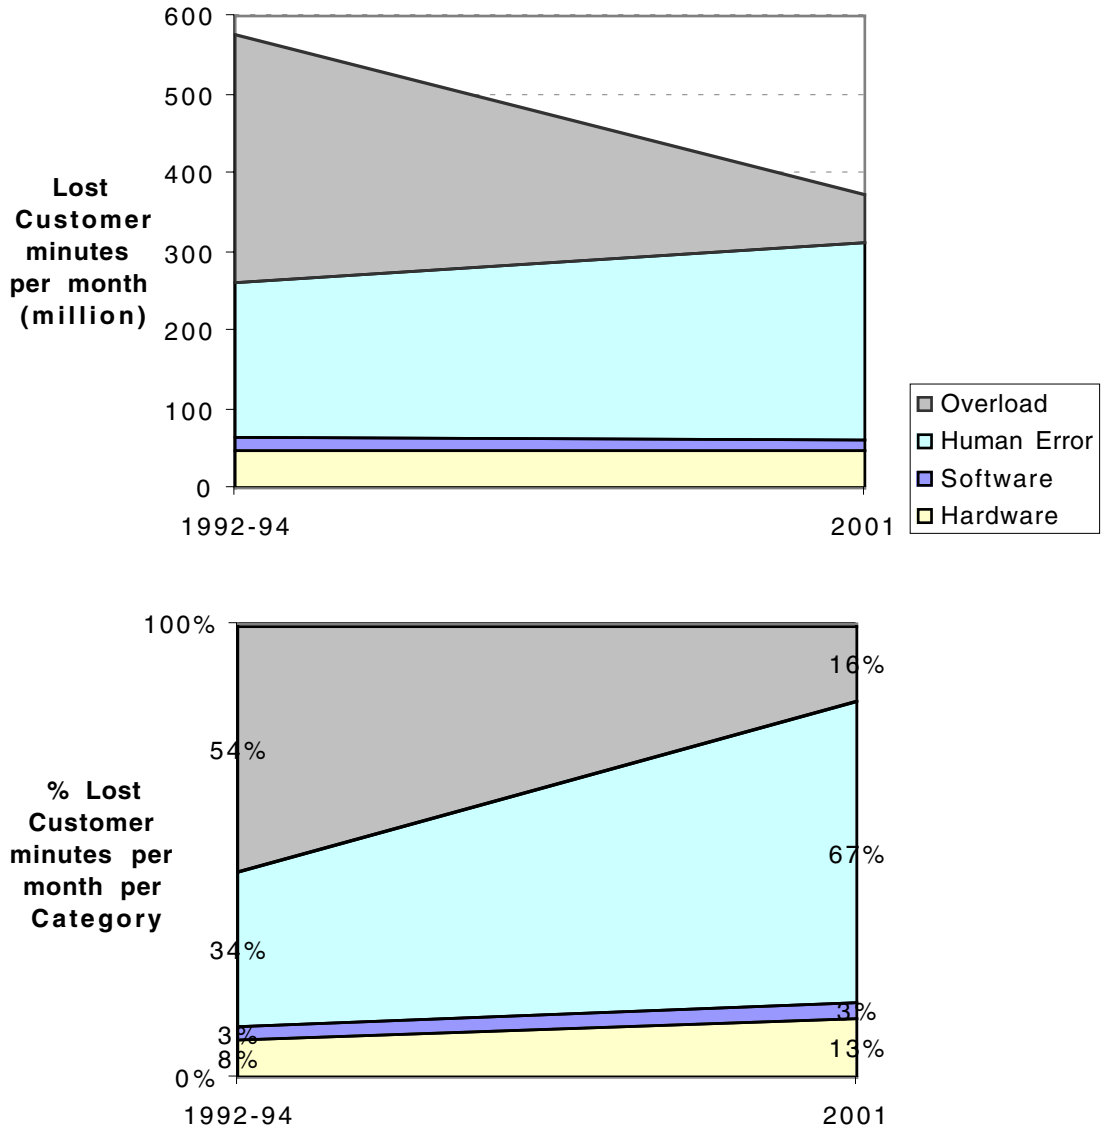 600
500
400
300
200
100
0
Lost
Customer
minutes
per month
(million)
1992-94
2001
Overload
Human Error
Software
Hardware
100%
0%
% Lost
Customer
minutes per
month per
Category
54%
34%
3%
8%
16%
67%
3%
13%
1992-94
2001